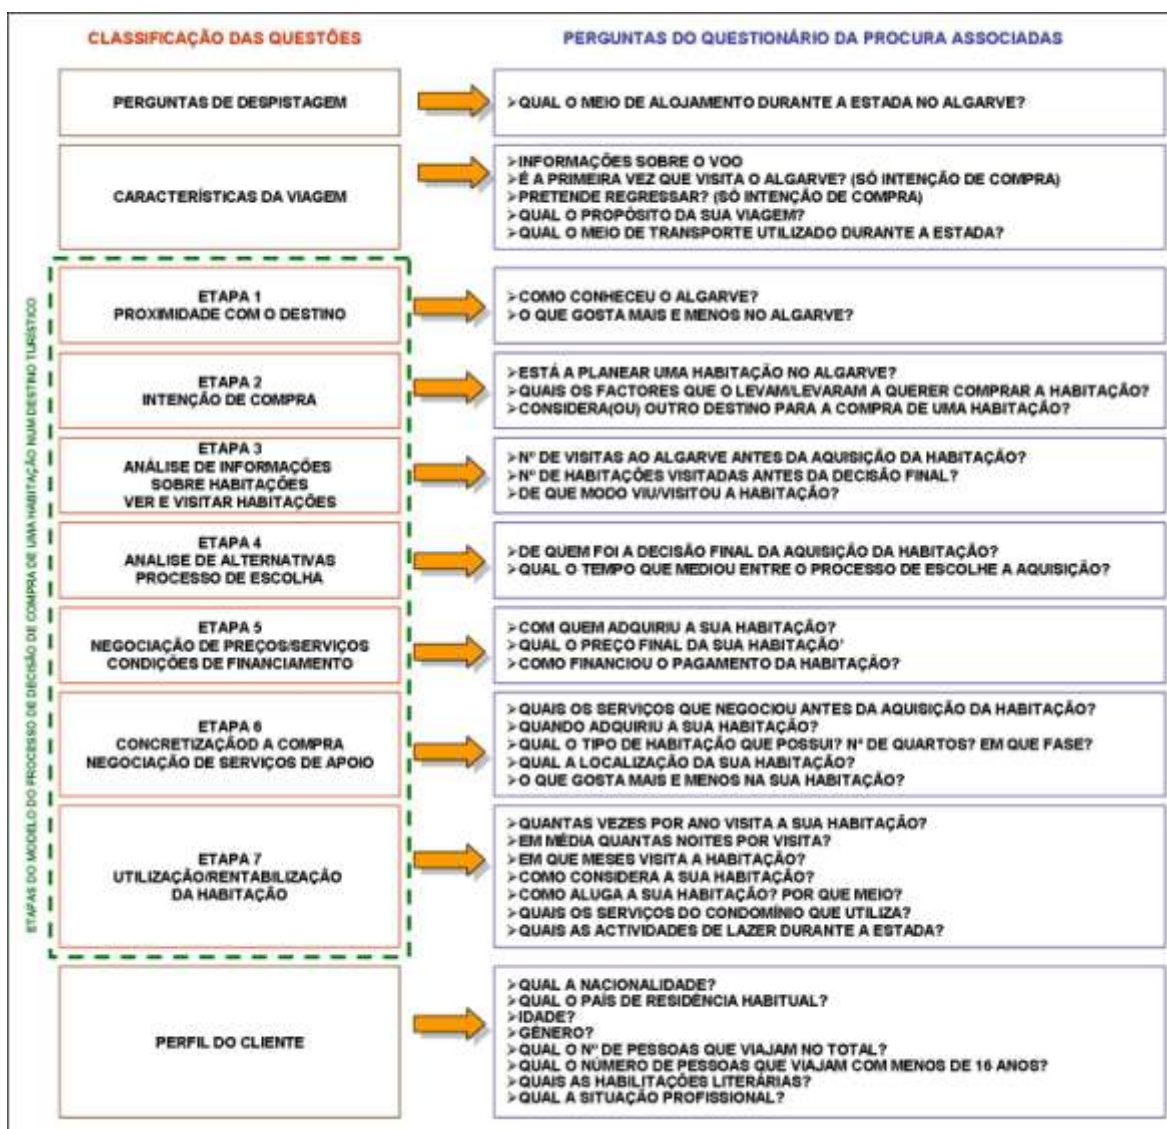 CLASSIFICAÇÃO DAS QUESTÕES
PERGUNTAS DO QUESTIONÁRIO DA PROCURA ASSOCIADAS
PERGUNTAS DE DESPISTAGEM
➢QUAL O MEIO DE ALOJAMENTO DURANTE A ESTADA NO ALGARVE?
CARACTERÍSTICAS DA VIAGEM
➢INFORMAÇÕES SOBRE O VOO
➢É A PRIMEIRA VEZ QUE VISITA O ALGARVE? (SÓ INTENÇÃO DE COMPRA)
➢PRETENDE REGRESSAR? (SÓ INTENÇÃO DE COMPRA)
➢QUAL O PROPÓSITO DA SUA VIAGEM?
➢QUAL O MEIO DE TRANSPORTE UTILIZADO DURANTE A ESTADA?
ETAPAS DO MODELO DO PROCESSO DE DECISÃO DE COMPRA DE UMA HABITAÇÃO NUM DESTINO TURÍSTICO
ETAPA 1
PROXIMIDADE COM O DESTINO
➢COMO CONHECEU O ALGARVE?
➢O QUE GOSTA MAIS E MENOS NO ALGARVE?
ETAPA 2
INTENÇÃO DE COMPRA
➢ESTÁ A PLANEAR UMA HABITAÇÃO NO ALGARVE?
➢QUAIS OS FACTORES QUE O LEVAM/LEVARAM A QUERER COMPRAR A HABITAÇÃO?
➢CONSIDERA(OU) OUTRO DESTINO PARA A COMPRA DE UMA HABITAÇÃO?
ETAPA 3
ANÁLISE DE INFORMAÇÕES
SOBRE HABITAÇÕES
VER E VISITAR HABITAÇÕES
➢Nº DE VISITAS AO ALGARVE ANTES DA AQUISIÇÃO DA HABITAÇÃO?
➢Nº DE HABITAÇÕES VISITADAS ANTES DA DECISÃO FINAL?
➢DE QUE MODO VIU/VISITOU A HABITAÇÃO?
ETAPA 4
ANALISE DE ALTERNATIVAS
PROCESSO DE ESCOLHA
➢DE QUEM FOI A DECISÃO FINAL DA AQUISIÇÃO DA HABITAÇÃO?
➢QUAL O TEMPO QUE MEDIOU ENTRE O PROCESSO DE ESCOLHE A AQUISIÇÃO?
ETAPA 5
NEGOCIAÇÃO DE PREÇOS/SERVIÇOS
CONDIÇÕES DE FINANCIAMENTO
➢COM QUEM ADQUIRIU A SUA HABITAÇÃO?
➢QUAL O PREÇO FINAL DA SUA HABITAÇÃO'
➢COMO FINANCIOU O PAGAMENTO DA HABITAÇÃO?
ETAPA 6
CONCRETIZAÇÃOD A COMPRA
NEGOCIAÇÃO DE SERVIÇOS DE APOIO
➢QUAIS OS SERVIÇOS QUE NEGOCIOU ANTES DA AQUISIÇÃO DA HABITAÇÃO?
➢QUANDO ADQUIRIU A SUA HABITAÇÃO?
➢QUAL O TIPO DE HABITAÇÃO QUE POSSUI? Nº DE QUARTOS? EM QUE FASE?
➢QUAL A LOCALIZAÇÃO DA SUA HABITAÇÃO?
➢O QUE GOSTA MAIS E MENOS NA SUA HABITAÇÃO?
ETAPA 7
UTILIZAÇÃO/RENTABILIZAÇÃO
DA HABITAÇÃO
➢QUANTAS VEZES POR ANO VISITA A SUA HABITAÇÃO?
➢EM MÉDIA QUANTAS NOITES POR VISITA?
➢EM QUE MESES VISITA A HABITAÇÃO?
➢COMO CONSIDERA A SUA HABITAÇÃO?
➢COMO ALUGA A SUA HABITAÇÃO? POR QUE MEIO?
➢QUAIS OS SERVIÇOS DO CONDOMÍNIO QUE UTILIZA?
➢QUAIS AS ACTIVIDADES DE LAZER DURANTE A ESTADA?
PERFIL DO CLIENTE
➢QUAL A NACIONALIDADE?
➢QUAL O PAÍS DE RESIDÊNCIA HABITUAL?
➢IDADE?
➢GÉNERO?
➢QUAL O Nº DE PESSOAS QUE VIAJAM NO TOTAL?
➢QUAL O NÚMERO DE PESSOAS QUE VIAJAM COM MENOS DE 16 ANOS?
➢QUAIS AS HABILITAÇÕES LITERÁRIAS?
➢QUAL A SITUAÇÃO PROFISSIONAL?